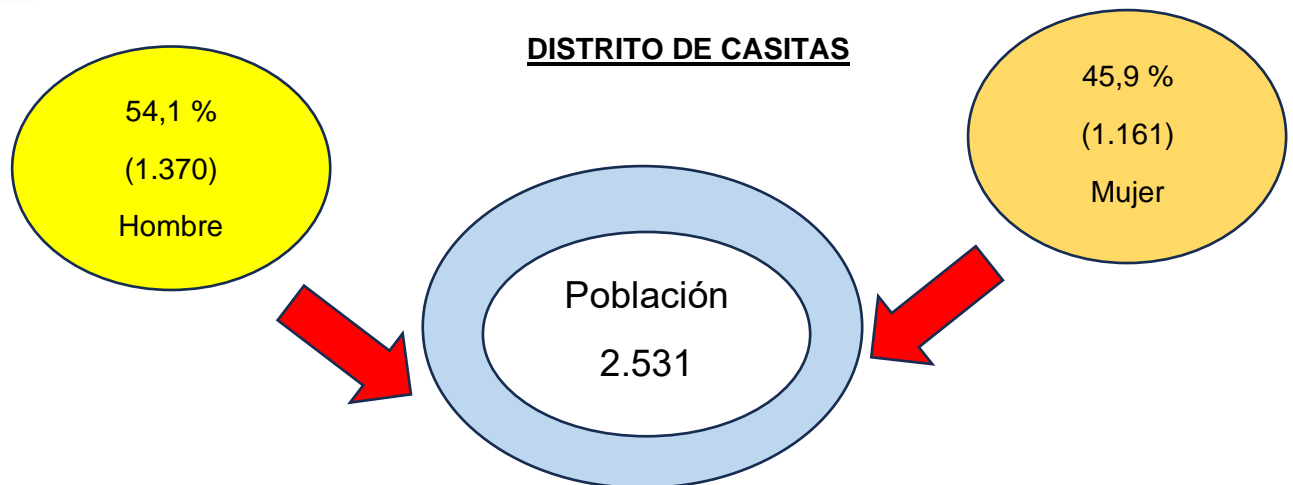 DISTRITO DE CASITAS
54,1 %
(1.370)
Hombre
45,9 %
(1.161)
Mujer
Población
2.531